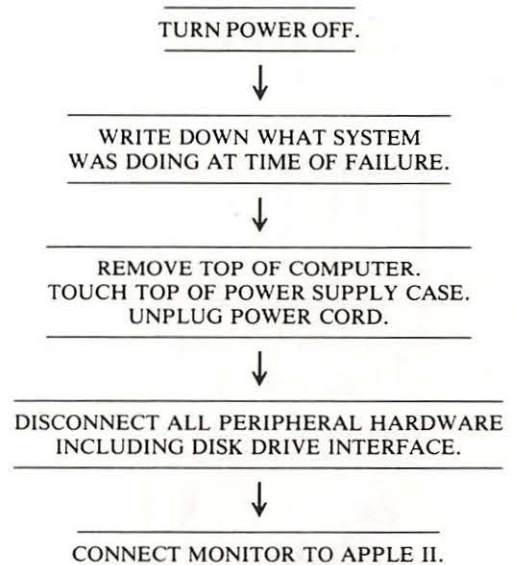 TURN POWER OFF.
WRITE DOWN WHAT SYSTEM
WAS DOING AT TIME OF FAILURE.
REMOVE TOP OF COMPUTER.
TOUCH TOP OF POWER SUPPLY CASE.
UNPLUG POWER CORD.
DISCONNECT ALL PERIPHERAL HARDWARE
INCLUDING DISK DRIVE INTERFACE.
CONNECT MONITOR TO APPLE II.